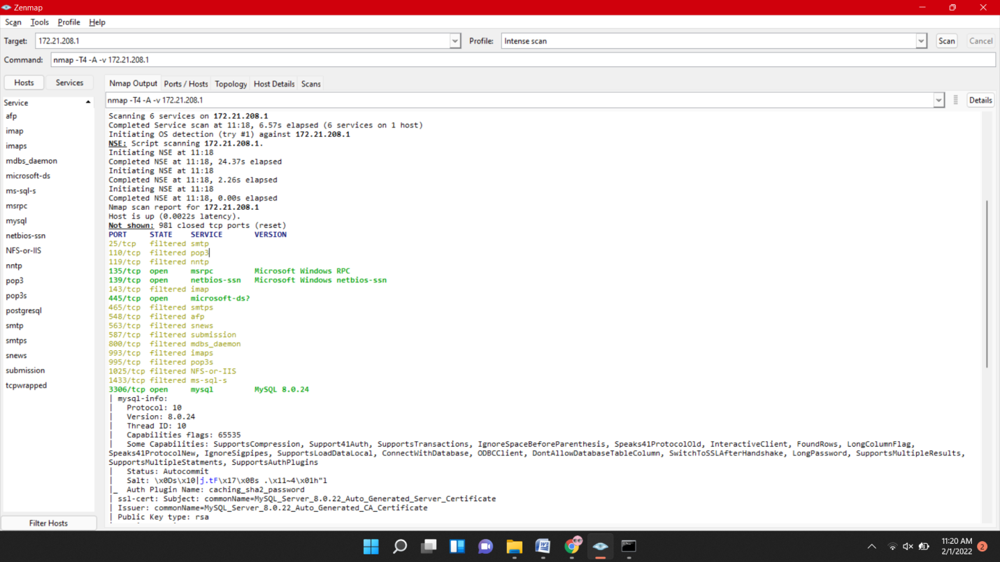 Zenmap
Scan Tools Profile Help
Target: 172.21.208.1 Profile: Intense scan Scan Cancel
Command: nmap -T4 -A -v 172.21.208.1
Hosts Services
Service
afp
imap
imaps
mdbs_daemon
microsoft-ds
ms-sql-s
msrpc
mysql
netbios-ssn
NFS-or-IIS
nntp
pop3
pop3s
postgresql
smtp
smtps
snews
submission
tcpwrapped
Filter Hosts
Nmap Output Ports / Hosts Topology Host Details Scans
nmap -T4 -A -v 172.21.208.1 Details
Scanning 6 services on 172.21.208.1
Completed Service scan at 11:18, 6.57s elapsed (6 services on 1 host)
Initiating OS detection (try #1) against 172.21.208.1
NSE: Script scanning 172.21.208.1.
Initiating NSE at 11:18
Completed NSE at 11:18, 24.37s elapsed
Initiating NSE at 11:18
Completed NSE at 11:18, 2.26s elapsed
Initiating NSE at 11:18
Completed NSE at 11:18, 0.00s elapsed
Nmap scan report for 172.21.208.1
Host is up (0.0022s latency).
Not shown: 981 closed tcp ports (reset)
PORT STATE SERVICE VERSION
25/tcp filtered smtp
110/tcp filtered pop3
119/tcp filtered nntp
135/tcp open msrpc Microsoft Windows RPC
139/tcp open netbios-ssn Microsoft Windows netbios-ssn
143/tcp filtered imap
445/tcp open microsoft-ds?
465/tcp filtered smtps
548/tcp filtered afp
563/tcp filtered snews
587/tcp filtered submission
800/tcp filtered mdbs_daemon
993/tcp filtered imaps
995/tcp filtered pop3s
1025/tcp filtered NFS-or-IIS
1433/tcp filtered ms-sql-s
3306/tcp open mysql MySQL 8.0.24
| mysql-info:
|   Protocol: 10
|   Version: 8.0.24
|   Thread ID: 10
|   Capabilities flags: 65535
|   Some Capabilities: SupportsCompression, Support41Auth, SupportsTransactions, IgnoreSpaceBeforeParenthesis, Speaks41ProtocolOld, InteractiveClient, FoundRows, LongColumnFlag,
Speaks41ProtocolNew, IgnoreSigpipes, SupportsLoadDataLocal, ConnectWithDatabase, ODBCClient, DontAllowDatabaseTableColumn, SwitchToSSLAfterHandshake, LongPassword, SupportsMultipleResults,
SupportsMultipleStatments, SupportsAuthPlugins
|   Status: Autocommit
|   Salt: \x0Ds\x10|j.tF\x17\x0Bs .\x11~4\x01h"l
|_  Auth Plugin Name: caching_sha2_password
| ssl-cert: Subject: commonName=MySQL_Server_8.0.22_Auto_Generated_Server_Certificate
| Issuer: commonName=MySQL_Server_8.0.22_Auto_Generated_CA_Certificate
| Public Key type: rsa
11:20 AM
2/1/2022
2